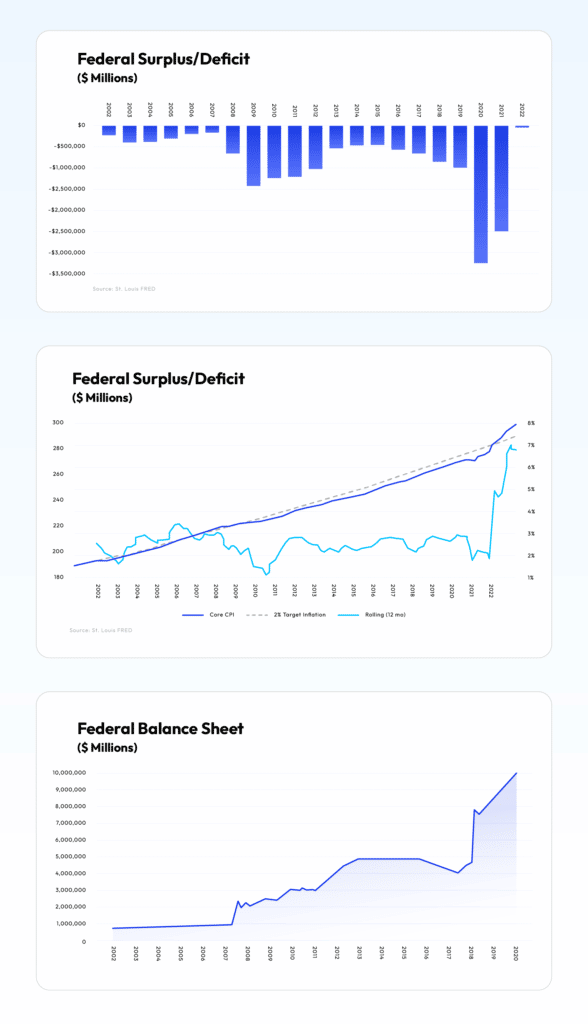 Federal Surplus/Deficit
($ Millions)
2002 2003 2004 2005 2006 2007 2008 2009 2010 2011 2012 2013 2014 2015 2016 2017 2018 2019 2020 2021 2022
$0
-$500,000
-$1,000,000
-$1,500,000
-$2,000,000
-$2,500,000
-$3,000,000
-$3,500,000
Source: St. Louis FRED
Federal Surplus/Deficit
($ Millions)
300 8%
280 7%
6%
260
5%
240
4%
220
3%
200
2%
180 1%
2002 2003 2004 2005 2006 2007 2008 2009 2010 2011 2012 2013 2014 2015 2016 2017 2018 2019 2020 2021 2022
Core CPI 2% Target Inflation Rolling (12 mo)
Source: St. Louis FRED
Federal Balance Sheet
($ Millions)
10,000,000
9,000,000
8,000,000
7,000,000
6,000,000
5,000,000
4,000,000
3,000,000
2,000,000
1,000,000
0
2002 2003 2004 2005 2005 2007 2008 2009 2010 2011 2012 2013 2014 2015 2016 2017 2018 2019 2020